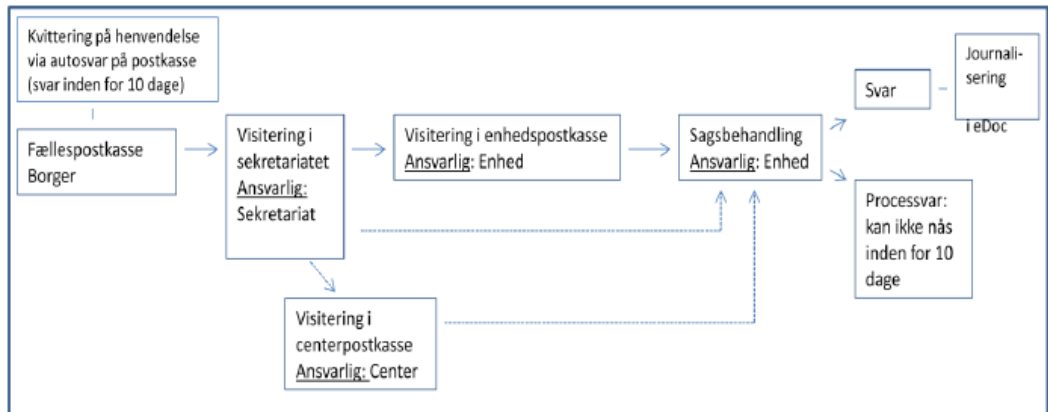 Kvittering på henvendelse
via autosvar på postkasse
(svar inden for 10 dage)
Fællespostkasse
Borger
Visitering i
sekretariatet
Ansvarlig:
Sekretariat
Visitering i enhedspostkasse
Ansvarlig: Enhed
Visitering i
centerpostkasse
Ansvarlig: Center
Sagsbehandling
Ansvarlig: Enhed
Svar
Journali-
sering
i eDoc
Processvar:
kan ikke nås
inden for 10
dage